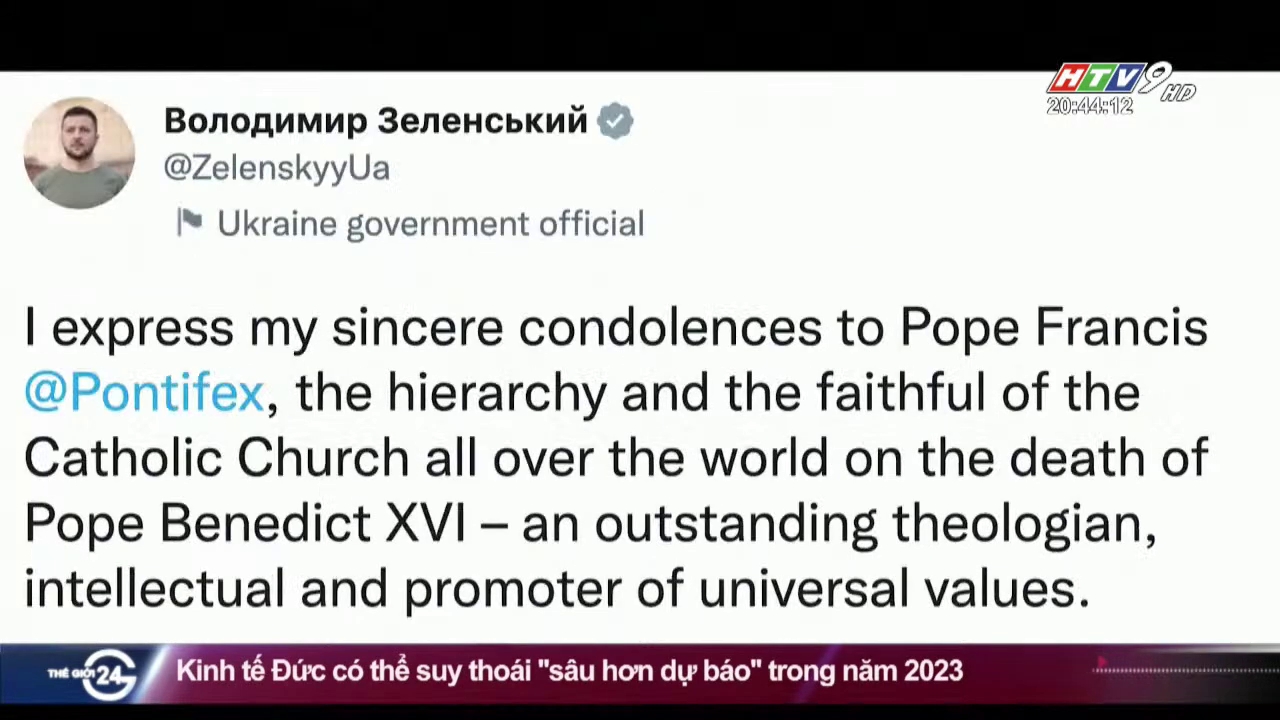 HTV9 HD
20:44:12
Володимир Зеленський
@ZelenskyyUa
Ukraine government official
I express my sincere condolences to Pope Francis
@Pontifex, the hierarchy and the faithful of the
Catholic Church all over the world on the death of
Pope Benedict XVI – an outstanding theologian,
intellectual and promoter of universal values.
THẾ GIỚI 24G
Kinh tế Đức có thể suy thoái "sâu hơn dự báo" trong năm 2023